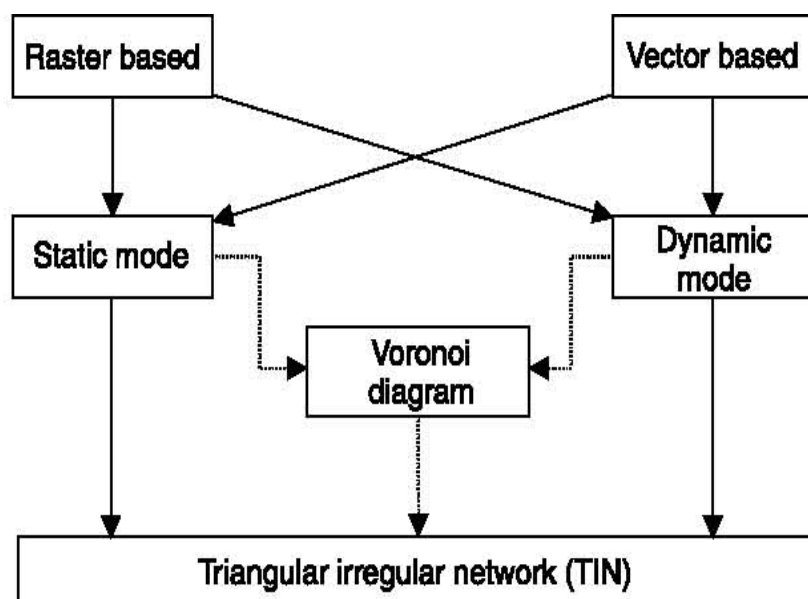 Raster based
Vector based
Static mode
Dynamic
mode
Voronoi
diagram
Triangular irregular network (TIN)